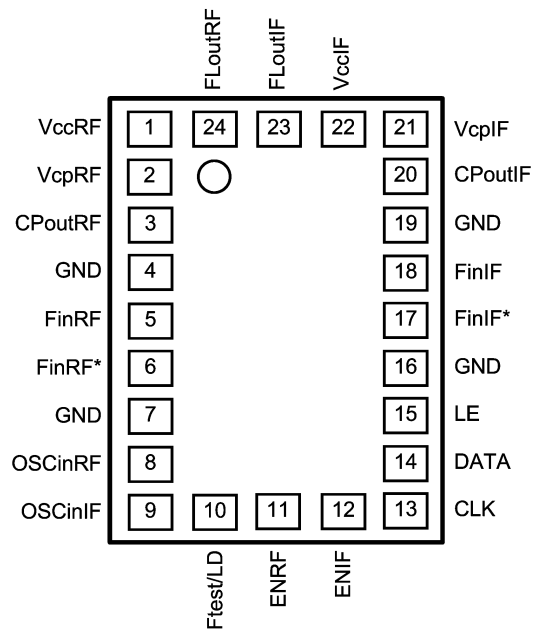 FLoutRF FLoutIF VccIF
VccRF 1 24 23 22 21 VcpIF
VcpRF 2 20 CPoutIF
CPoutRF 3 19 GND
GND 4 18 FinIF
FinRF 5 17 FinIF*
FinRF* 6 16 GND
GND 7 15 LE
OSCinRF 8 14 DATA
OSCinIF 9 10 11 12 13 CLK
Ftest/LD ENRF ENIF